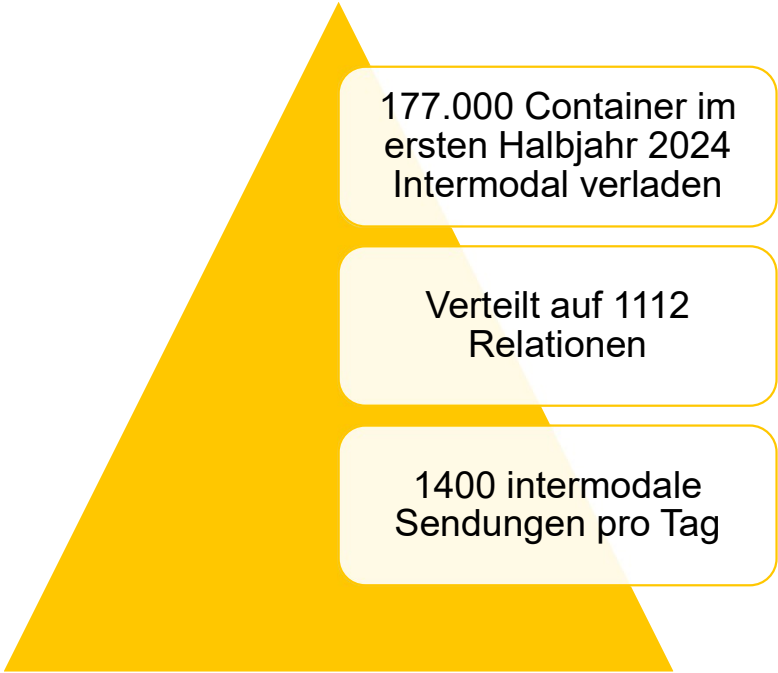 177.000 Container im
ersten Halbjahr 2024
Intermodal verladen
Verteilt auf 1112
Relationen
1400 intermodale
Sendungen pro Tag